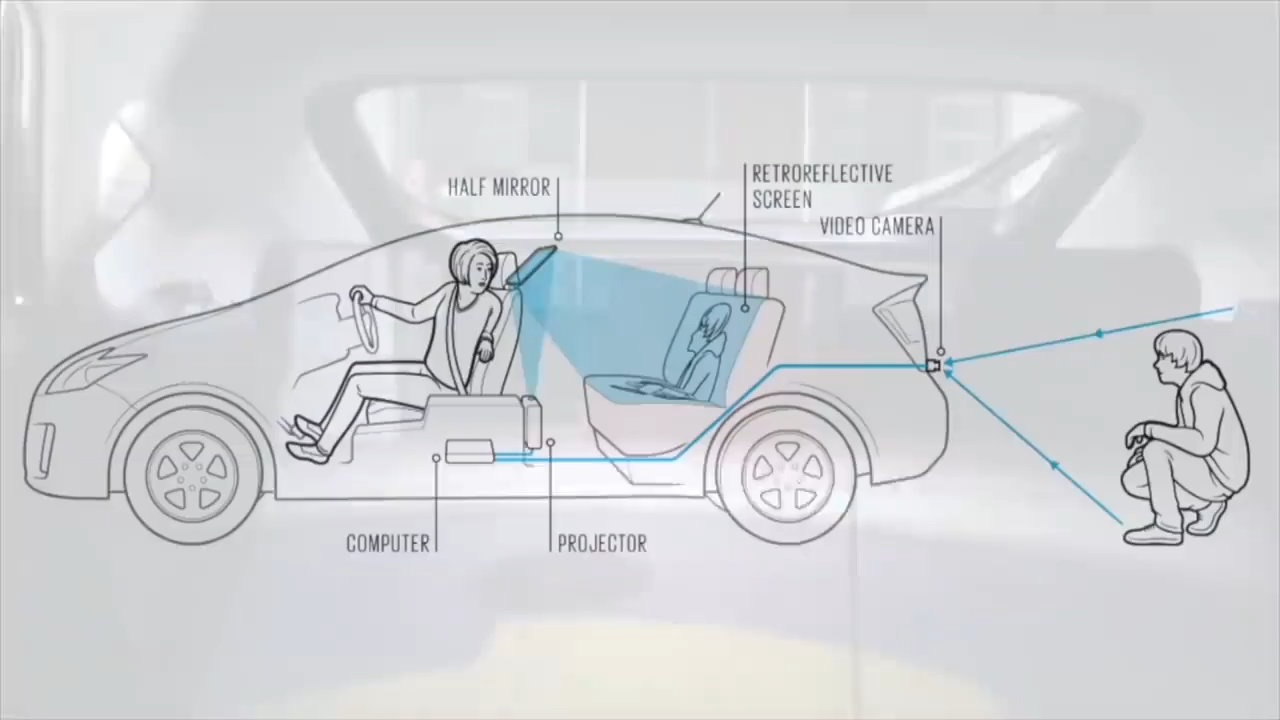 HALF MIRROR
RETROREFLECTIVE
SCREEN
VIDEO CAMERA
COMPUTER
PROJECTOR